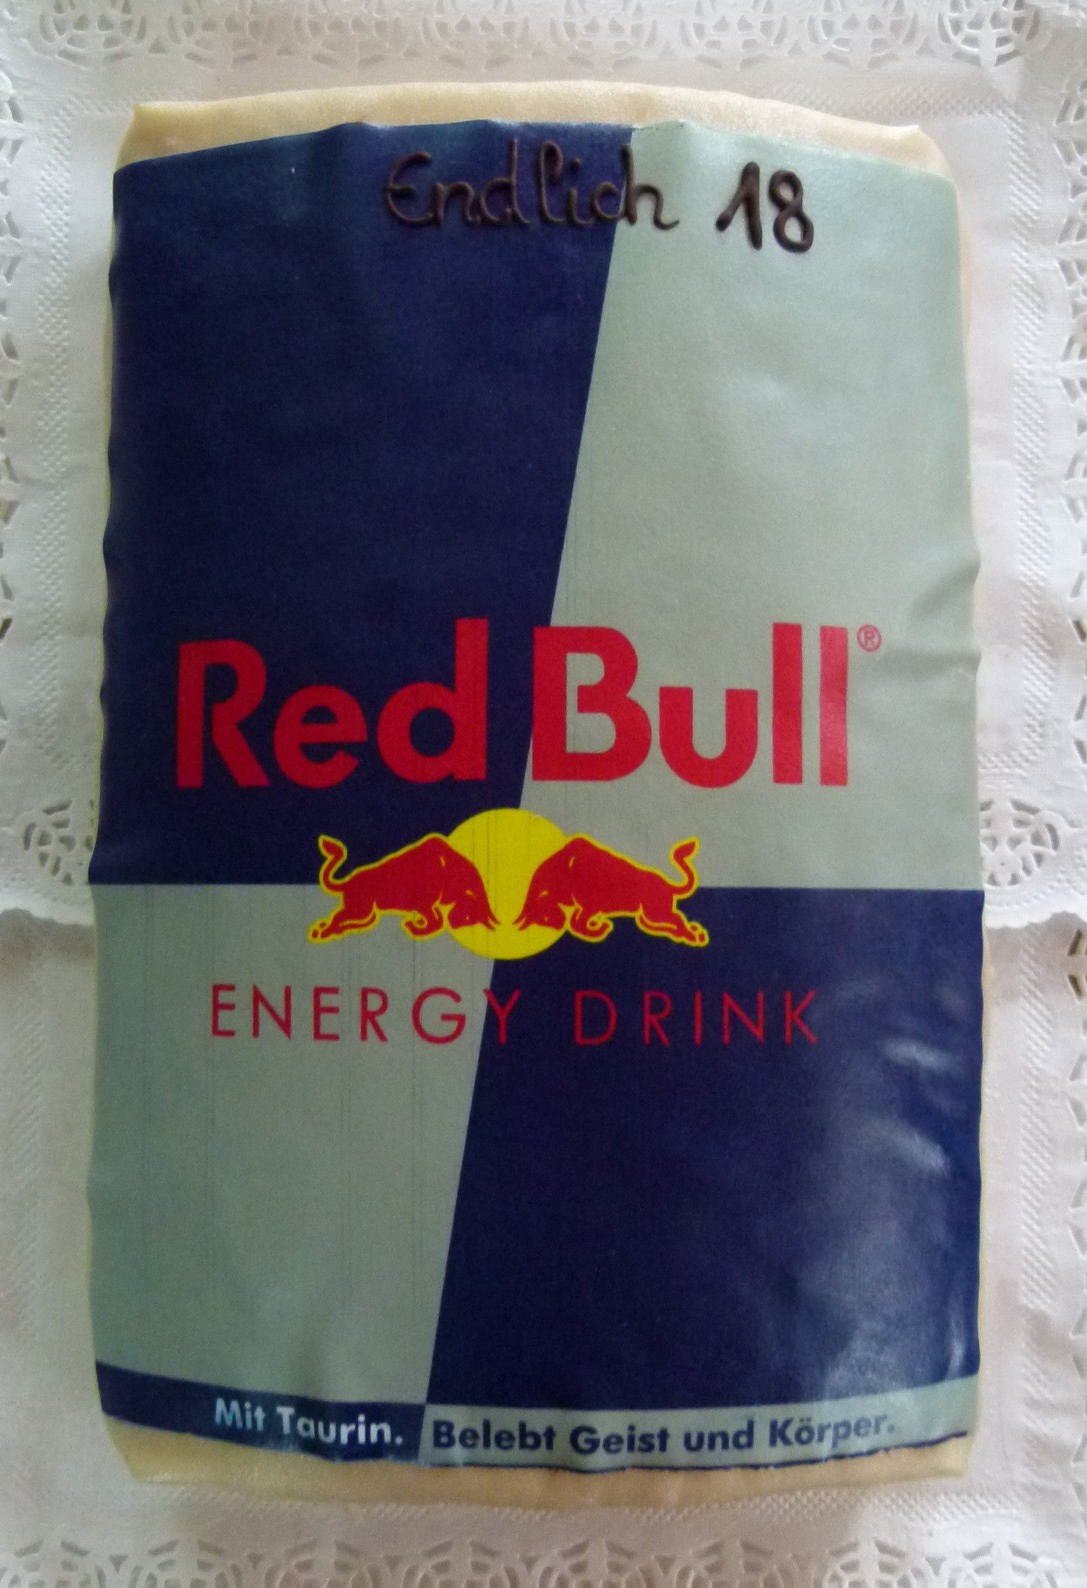 Endlich 18
Red Bull®
ENERGY DRINK
Mit Taurin. Belebt Geist und Körper.